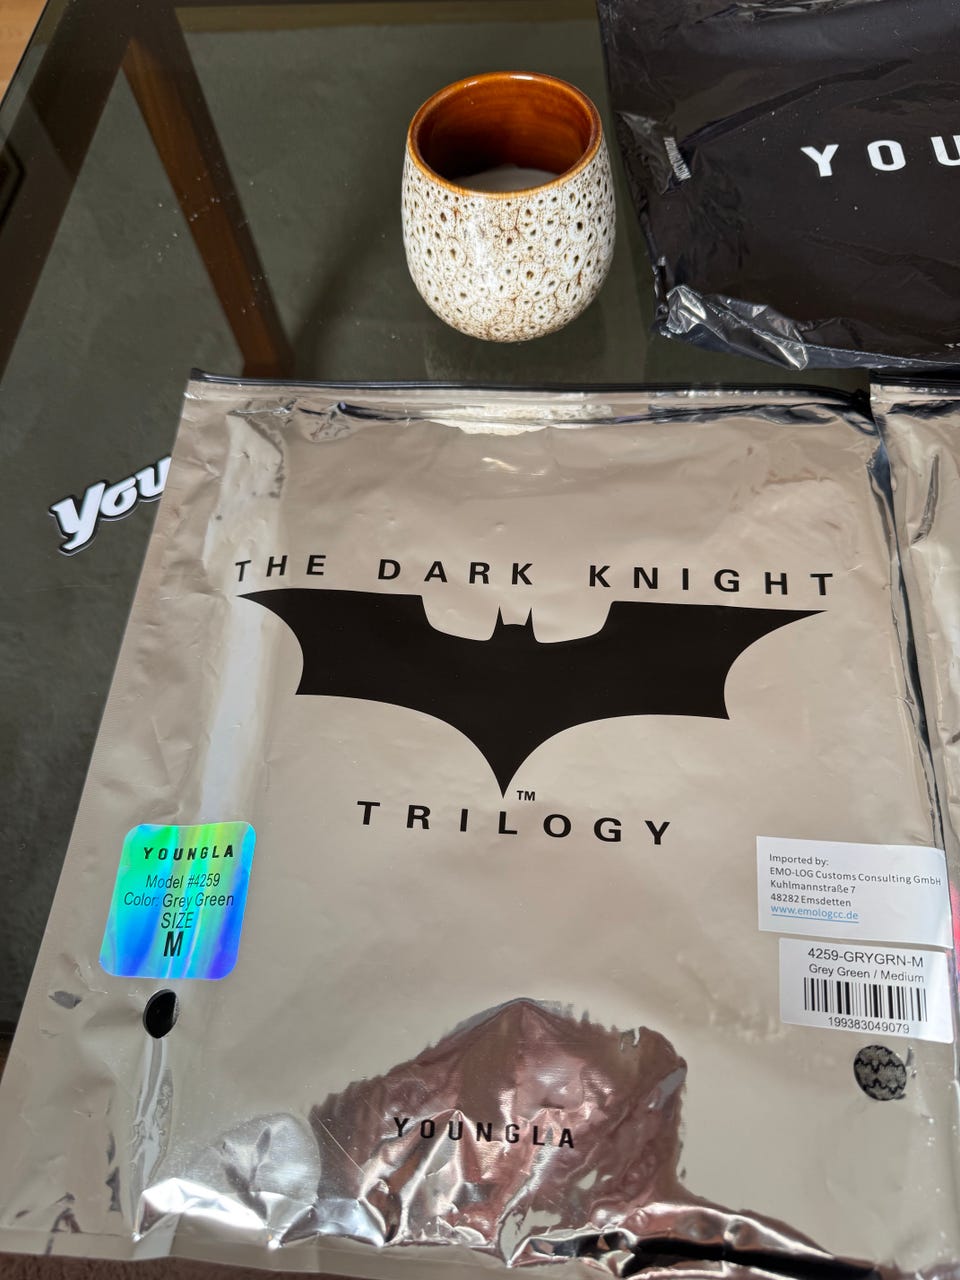 YOU
you
THE DARK KNIGHT
TM
TRILOGY
YOUNGLA
Model #4259
Color: Grey Green
SIZE
M
Imported by:
EMO-LOG Customs Consulting GmbH
Kuhlmannstraße 7
48282 Emsdetten
www.emologcc.de
4259-GRYGRN-M
Grey Green / Medium
199383049079
YOUNGLA